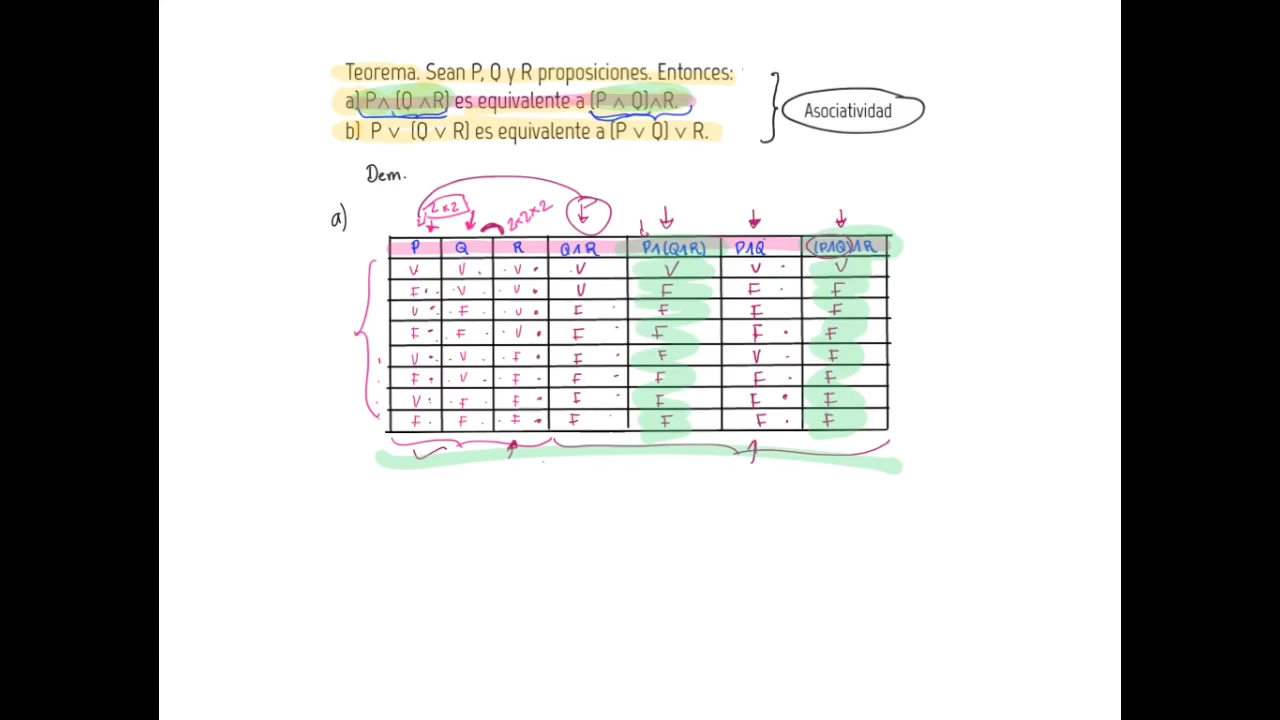 Teorema. Sean P, Q y R proposiciones. Entonces:
a) P ∧ (Q ∧R) es equivalente a (P ∧ Q)∧R.
b) P ∨ (Q ∨ R) es equivalente a (P ∨ Q) ∨ R.
Asociatividad
Dem.
a)
2×2
2×2×2
P Q R Q∧R P∧(Q∧R) P∧Q (P∧Q)∧R
V V V V V V V
F V V V F F F
V F V F F F F
F F V F F F F
V V F F F V F
F V F F F F F
V F F F F F F
F F F F F F F